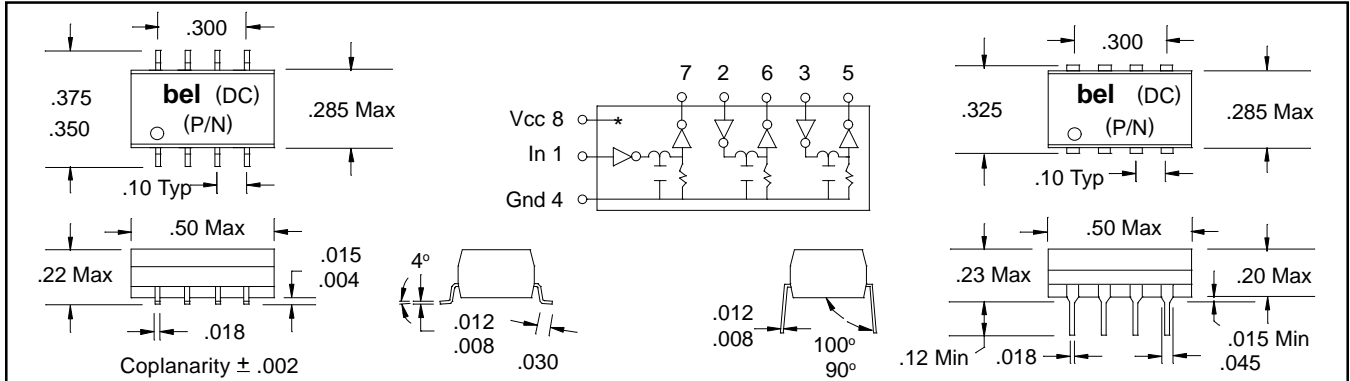 .300
.375
.350
bel (DC)
(P/N)
.285 Max
.10 Typ
.50 Max
.22 Max
.015
.004
.018
Coplanarity ± .002
7 2 6 3 5
Vcc 8
*
In 1
Gnd 4
4°
.012
.008
.030
.012
.008
100°
90°
.300
.325
bel (DC)
(P/N)
.285 Max
.10 Typ
.50 Max
.23 Max
.20 Max
.12 Min
.018
.015 Min
.045